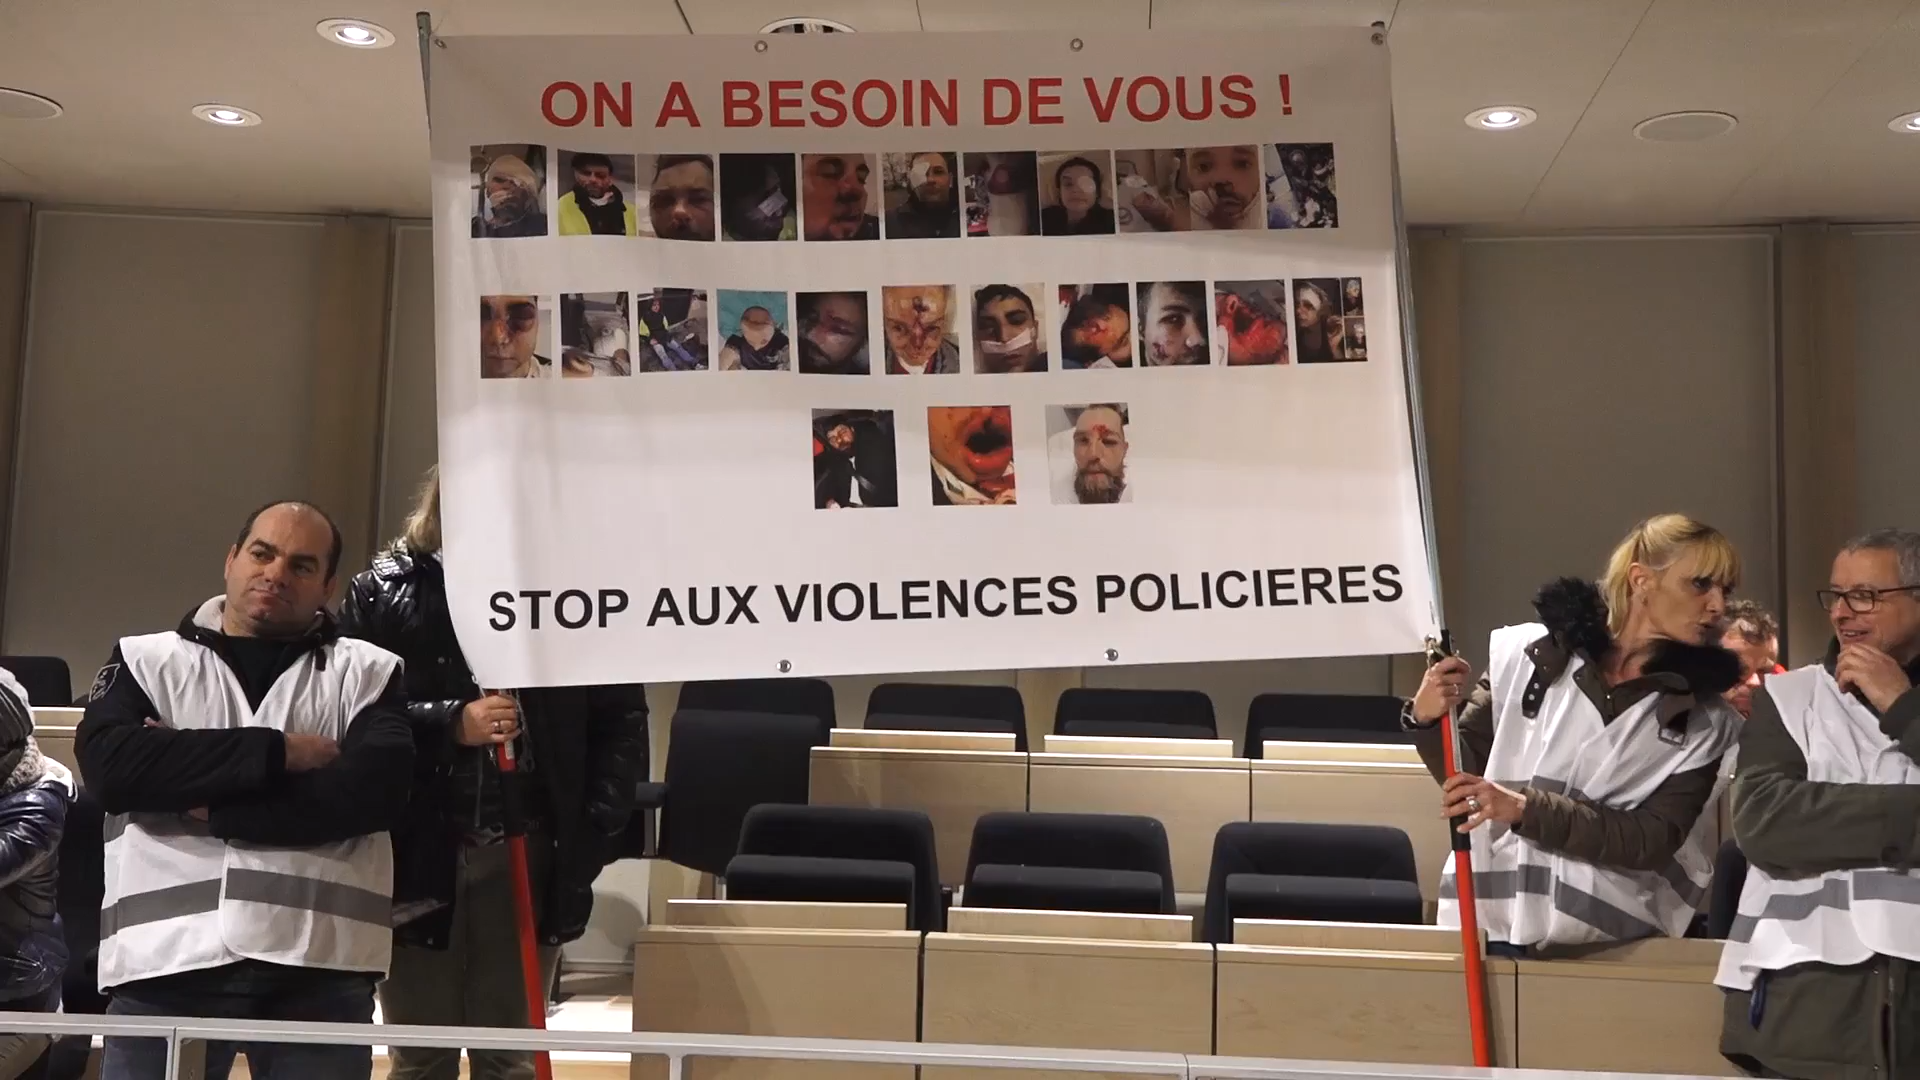 ON A BESOIN DE VOUS !
STOP AUX VIOLENCES POLICIERES